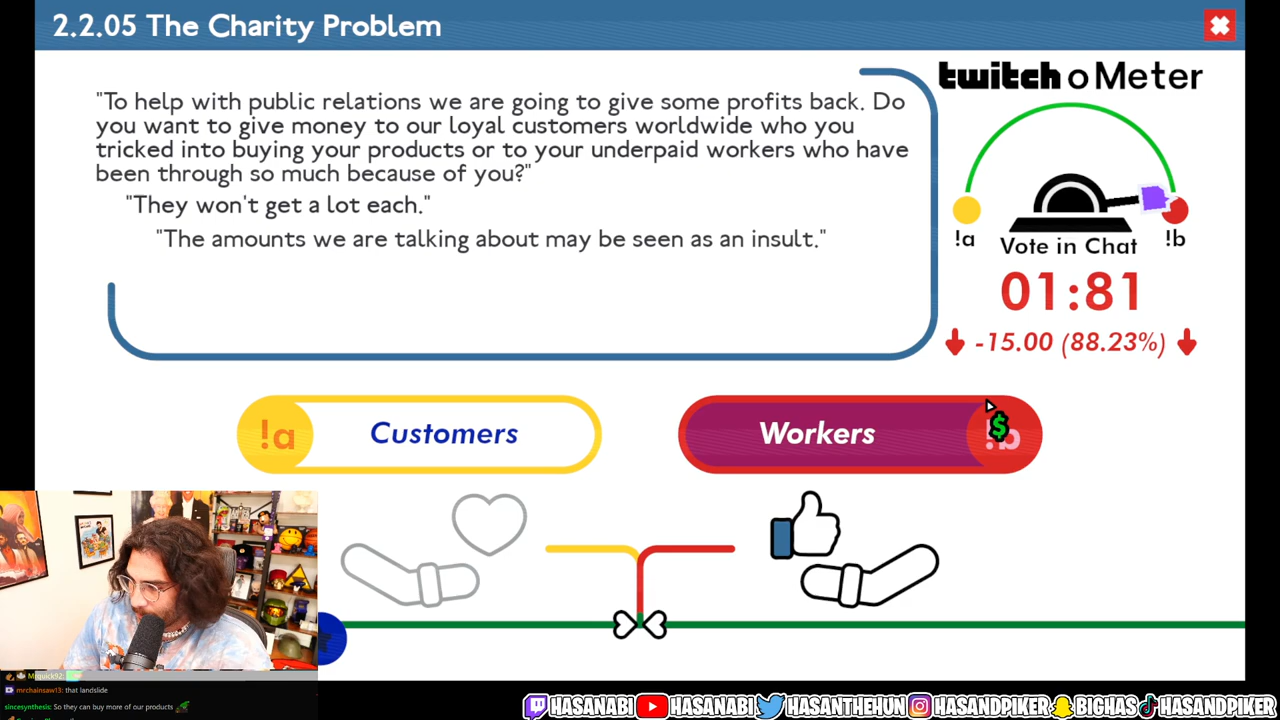 2.2.05 The Charity Problem
"To help with public relations we are going to give some profits back. Do
you want to give money to our loyal customers worldwide who you
tricked into buying your products or to your underpaid workers who have
been through so much because of you?"
"They won't get a lot each."
"The amounts we are talking about may be seen as an insult."
twitch o Meter
!a
Vote in Chat
!b
01:81
-15.00 (88.23%)
!a
Customers
Workers
!b
$
Mrquick92:
mrchainsaw13: that landslide
sincesynthesis: So they can buy more of our products
HASANABI
HASANABI
HASANTHEHUN
HASANDPIKER
BIGHAS
HASANDPIKER